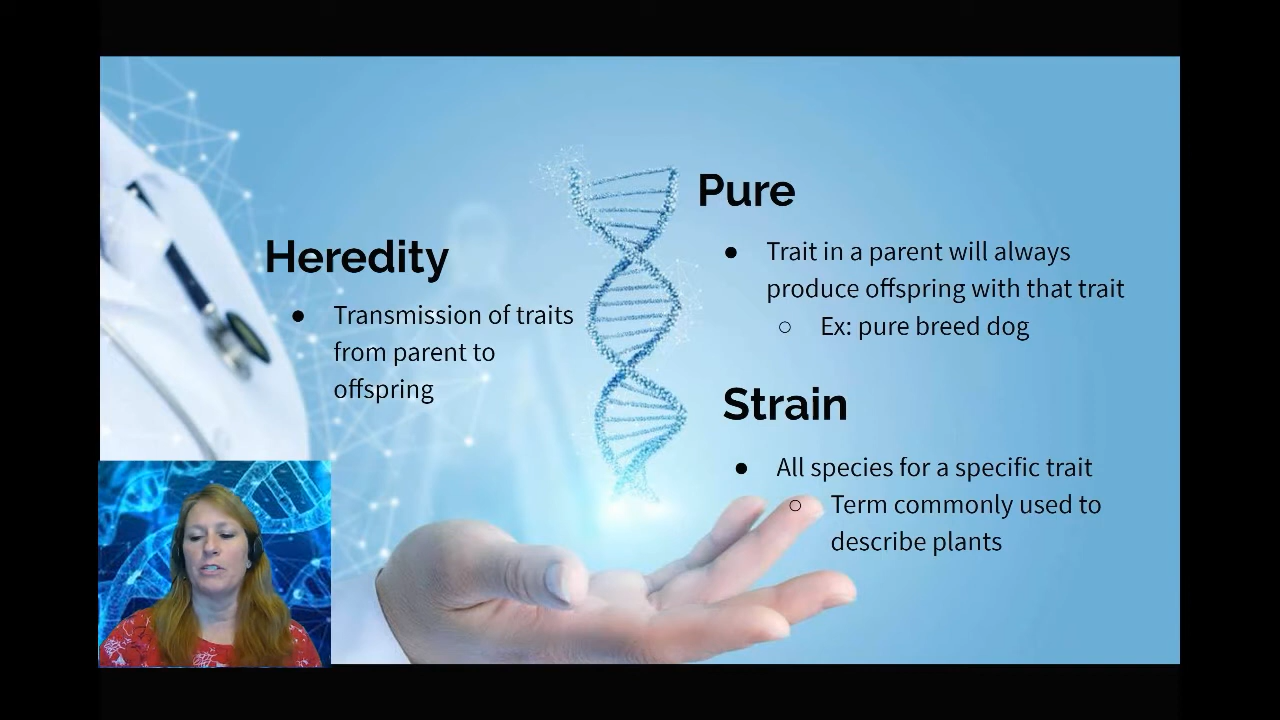 Heredity
● Transmission of traits
from parent to
offspring
Pure
● Trait in a parent will always
produce offspring with that trait
○ Ex: pure breed dog
Strain
● All species for a specific trait
○ Term commonly used to
describe plants